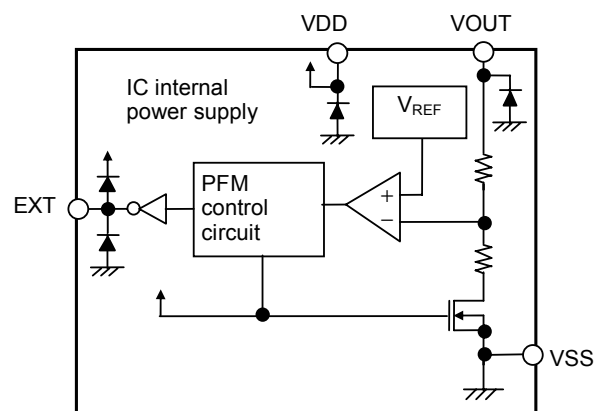 VDD
VOUT
IC internal
power supply
VREF
PFM
control
circuit
+
−
EXT
VSS